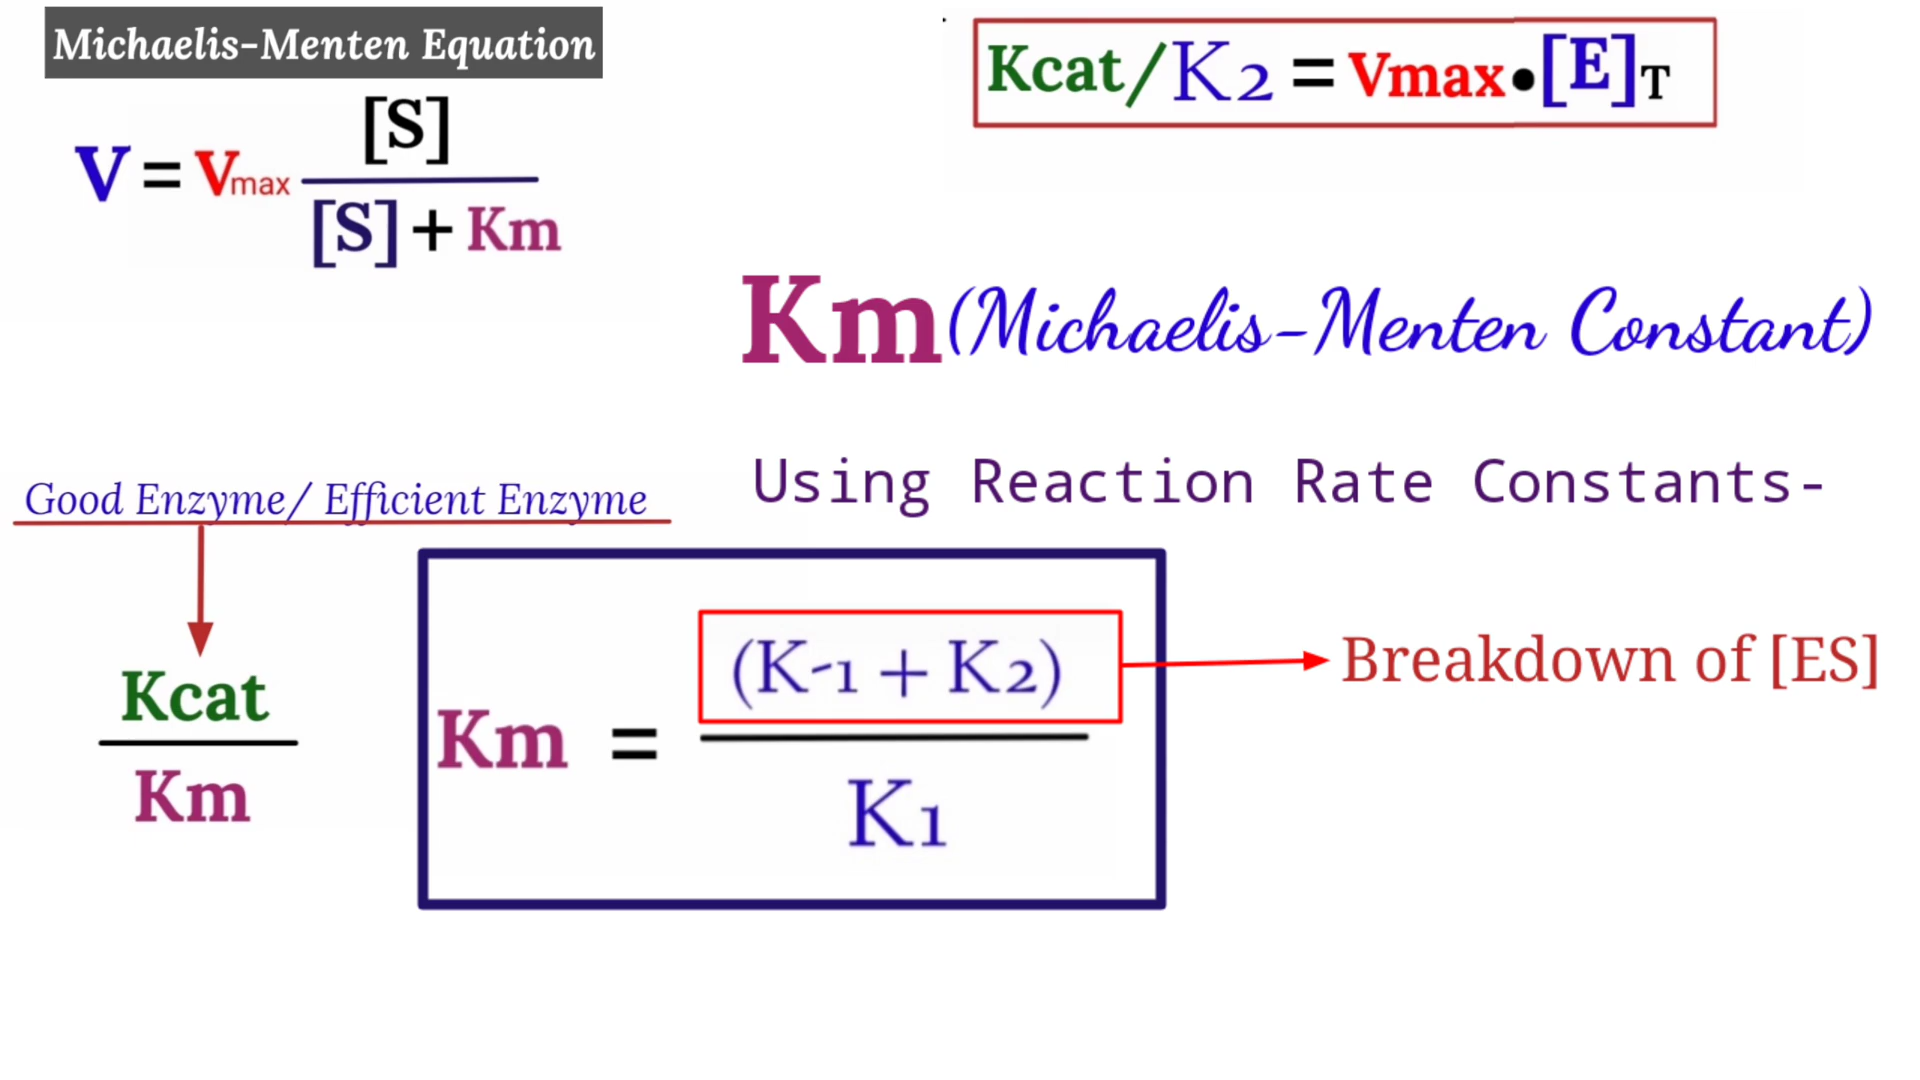 Michaelis-Menten Equation
V = Vmax [S]
[S] + Km
Kcat/K2 = Vmax•[E]T
Km (Michaelis-Menten Constant)
Using Reaction Rate Constants-
Good Enzyme/ Efficient Enzyme
Kcat
Km
Km = (K-1 + K2)
K1
Breakdown of [ES]